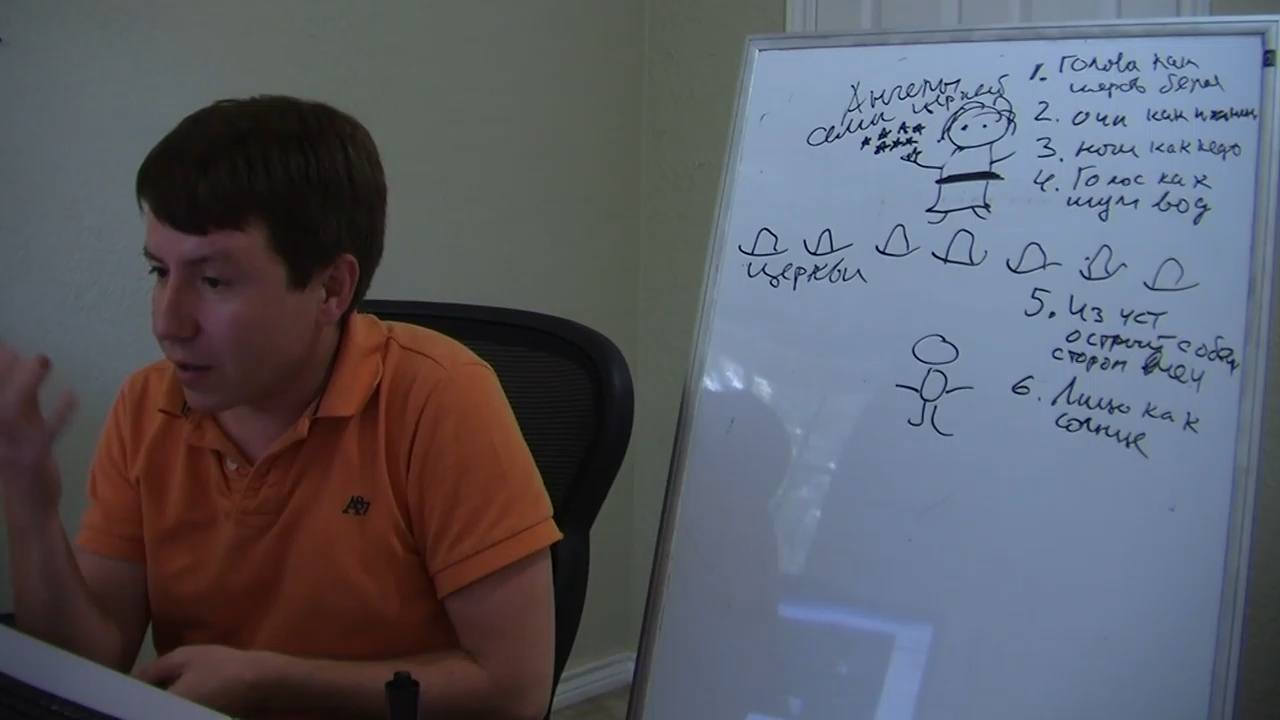 Ангелы
семи церквей
1. Голова как
шерсть белая
2. очи как пламень
3. ноги как
4. Голос как
шум вод
церкви
5. Из уст
острый с обеих
сторон меч
6. Лицо как
солнце